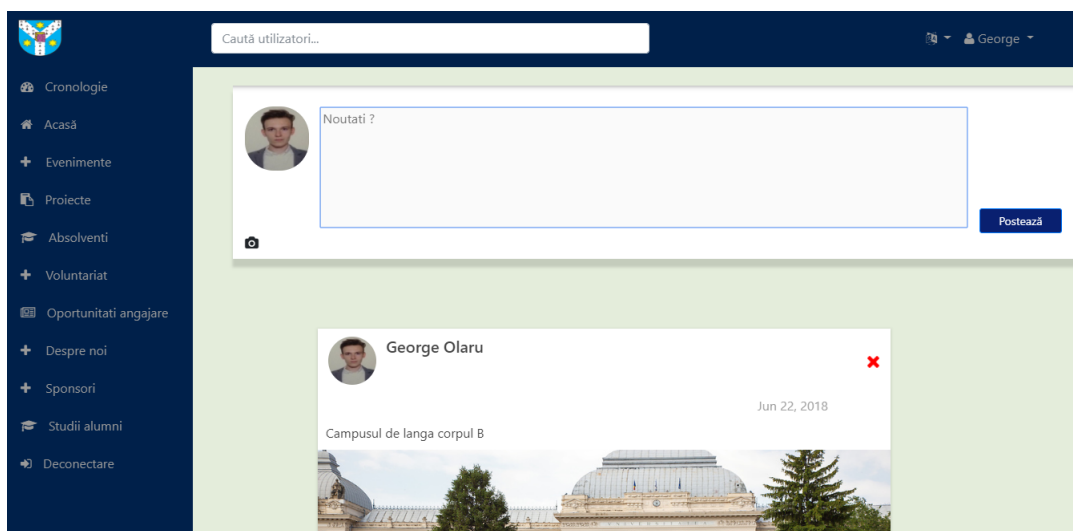 Caută utilizatori...
George
Cronologie
Acasă
Evenimente
Proiecte
Absolventi
Voluntariat
Oportunitati angajare
Despre noi
Sponsori
Studii alumni
Deconectare
Noutati ?
Postează
George Olaru
Jun 22, 2018
Campusul de langa corpul B